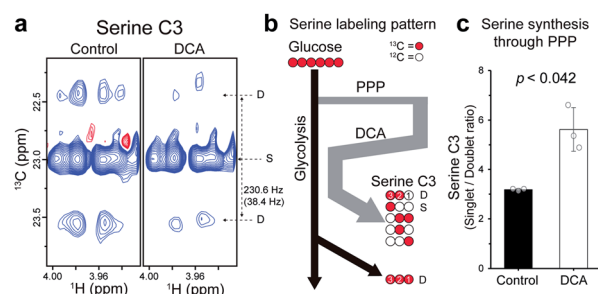 a
Serine C3
Control
DCA
22.5
23.0
23.5
¹³C (ppm)
D
S
230.6 Hz
(38.4 Hz)
D
4.00 3.96 4.00 3.96
¹H (ppm) ¹H (ppm)
b
Serine labeling pattern
Glucose
¹³C =
¹²C =
PPP
DCA
Glycolysis
Serine C3
3 2 1 D
S
3 2 1 D
c
Serine synthesis
through PPP
p < 0.042
8
6
4
2
0
Serine C3
(Singlet / Doublet ratio)
Control DCA